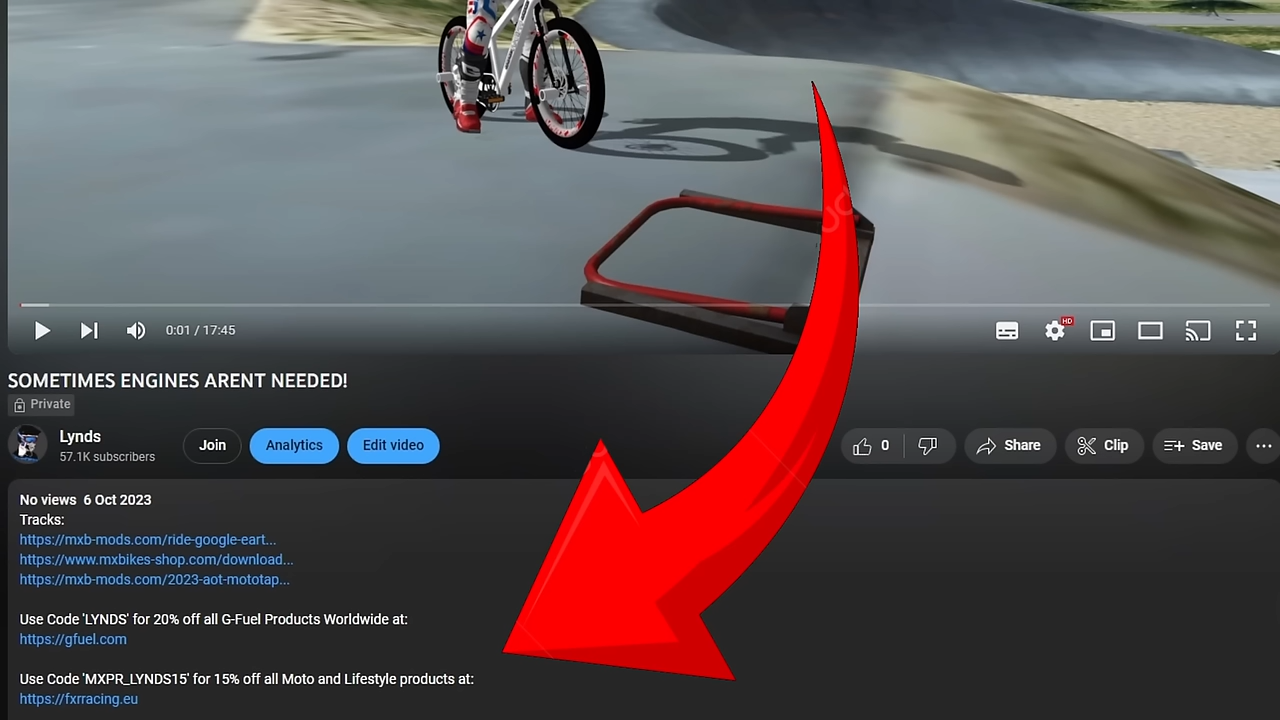 0:01 / 17:45
HD
SOMETIMES ENGINES ARENT NEEDED!
Private
Lynds
57.1K subscribers
Join
Analytics
Edit video
0
Share
Clip
Save
No views 6 Oct 2023
Tracks:
https://mxb-mods.com/ride-google-eart...
https://www.mxbikes-shop.com/download...
https://mxb-mods.com/2023-aot-mototap...
Use Code 'LYNDS' for 20% off all G-Fuel Products Worldwide at:
https://gfuel.com
Use Code 'MXPR_LYNDS15' for 15% off all Moto and Lifestyle products at:
https://fxrracing.eu